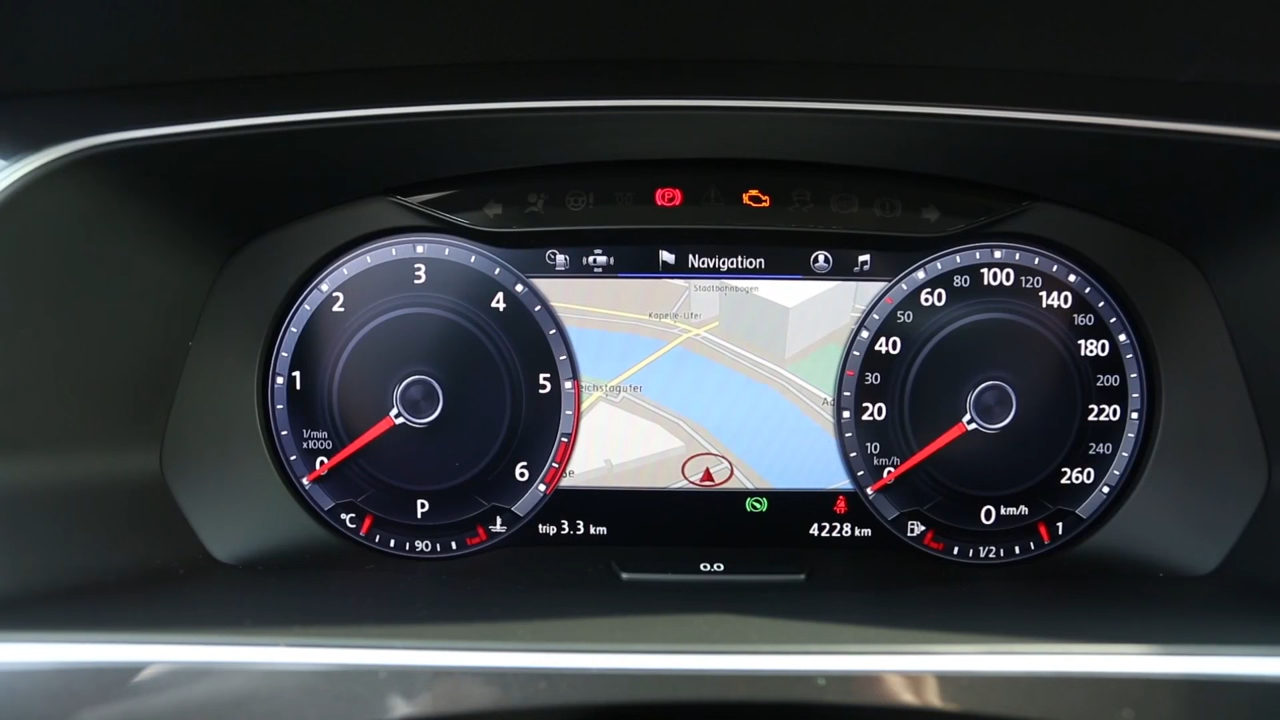 P
Navigation
1
2
3
4
5
6
1/min
x1000
0
P
°C
90
Stadtbahnbogen
Kapelle-Ufer
eichstagufer
Ad
ße
trip 3.3 km
4228 km
0.0
0
10
20
30
40
50
60
80
100
120
140
160
180
200
220
240
260
km/h
0 km/h
1/2
1